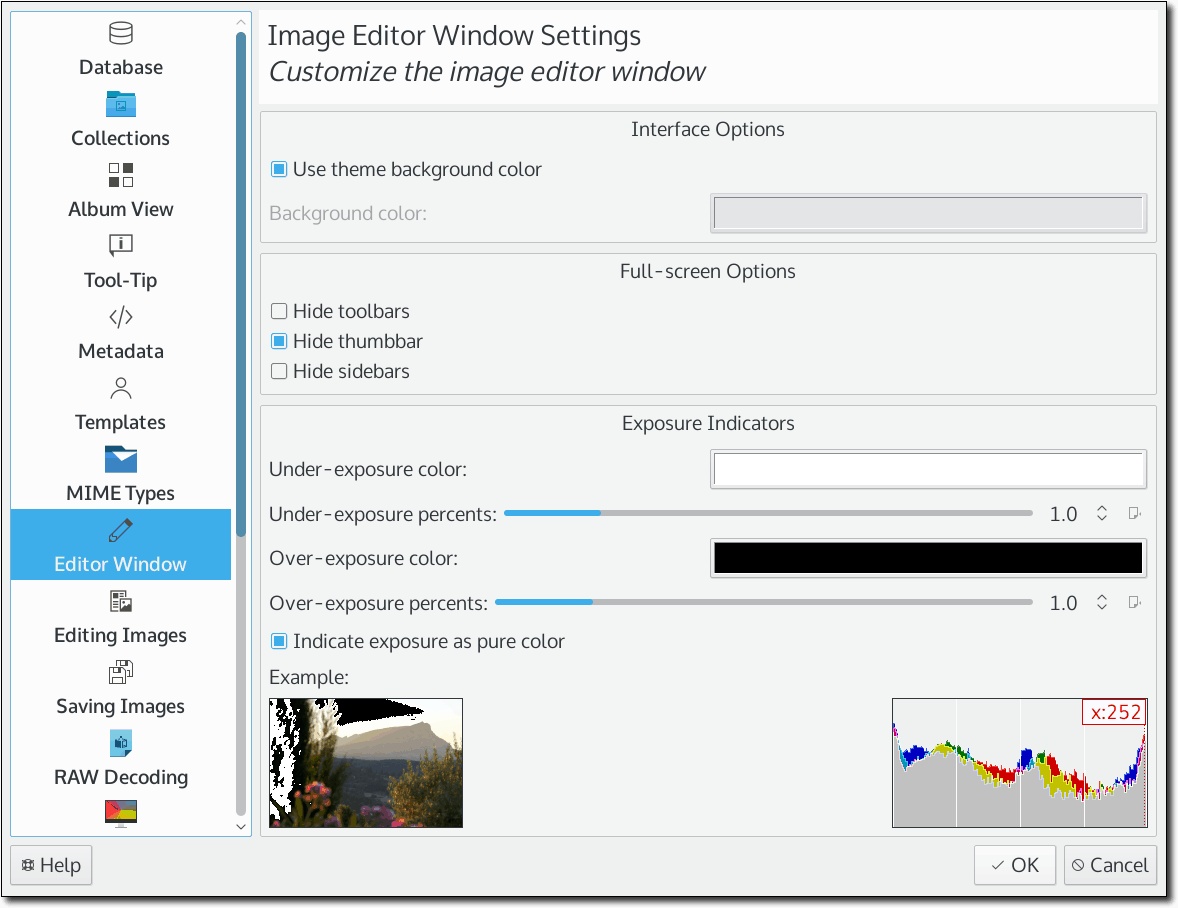 Database
Collections
Album View
Tool-Tip
Metadata
Templates
MIME Types
Editor Window
Editing Images
Saving Images
RAW Decoding
Image Editor Window Settings
Customize the image editor window
Interface Options
Use theme background color
Background color:
Full-screen Options
Hide toolbars
Hide thumbbar
Hide sidebars
Exposure Indicators
Under-exposure color:
Under-exposure percents: 1.0
Over-exposure color:
Over-exposure percents: 1.0
Indicate exposure as pure color
Example:
x:252
Help OK Cancel